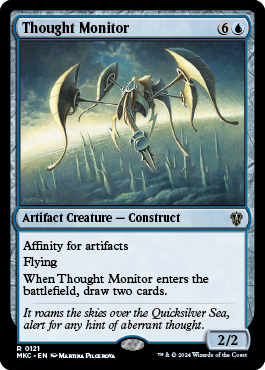 Thought Monitor 6
Artifact Creature — Construct
Affinity for artifacts
Flying
When Thought Monitor enters the
battlefield, draw two cards.
It roams the skies over the Quicksilver Sea,
alert for any hint of aberrant thought.
2/2
R 0121
MKC • EN Martina Pilcerova
™ & © 2024 Wizards of the Coast